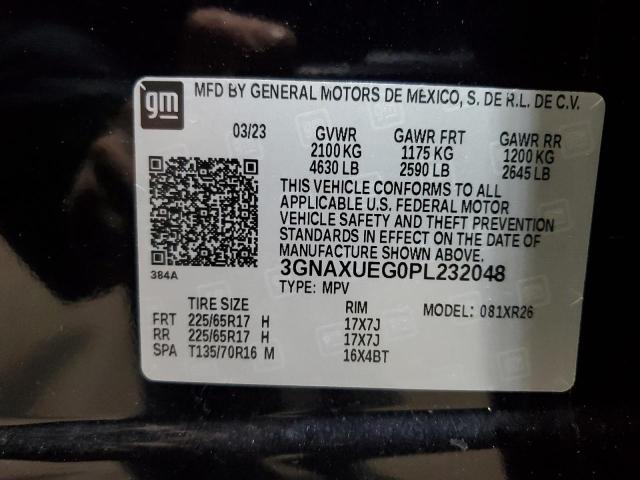 gm
MFD BY GENERAL MOTORS DE MEXICO, S. DE R.L. DE C.V.
03/23 GVWR GAWR FRT GAWR RR
2100 KG 1175 KG 1200 KG
4630 LB 2590 LB 2645 LB
THIS VEHICLE CONFORMS TO ALL
APPLICABLE U.S. FEDERAL MOTOR
VEHICLE SAFETY AND THEFT PREVENTION
STANDARDS IN EFFECT ON THE DATE OF
MANUFACTURE SHOWN ABOVE.
384A 3GNAXUEG0PL232048
TYPE: MPV
TIRE SIZE RIM MODEL: 081XR26
FRT 225/65R17 H 17X7J
RR 225/65R17 H 17X7J
SPA T135/70R16 M 16X4BT